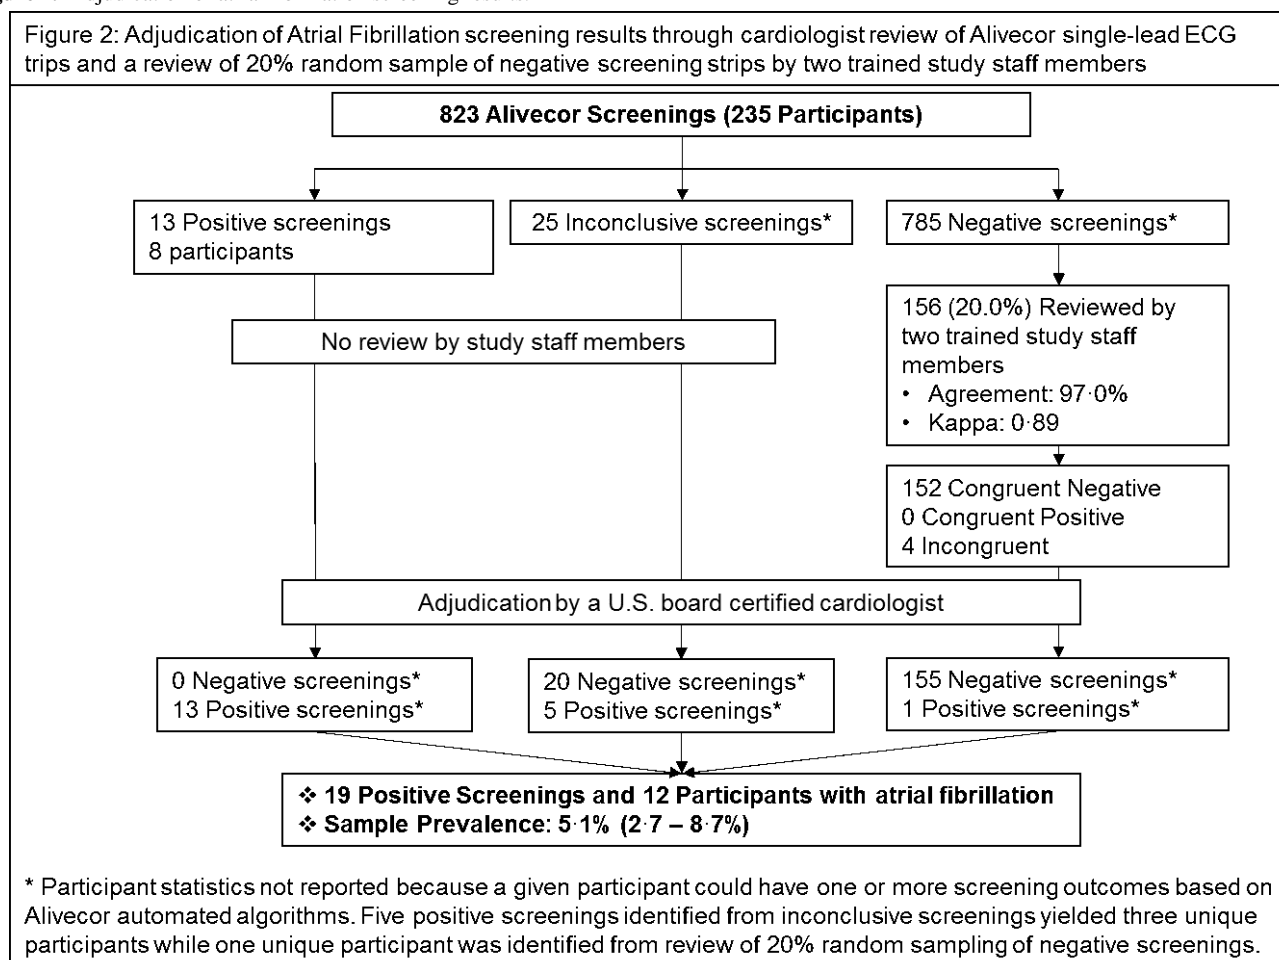 Figure 2: Adjudication of Atrial Fibrillation screening results through cardiologist review of Alivecor single-lead ECG
trips and a review of 20% random sample of negative screening strips by two trained study staff members
823 Alivecor Screenings (235 Participants)
13 Positive screenings
8 participants
25 Inconclusive screenings*
785 Negative screenings*
156 (20.0%) Reviewed by
two trained study staff
members
• Agreement: 97·0%
• Kappa: 0·89
No review by study staff members
152 Congruent Negative
0 Congruent Positive
4 Incongruent
Adjudication by a U.S. board certified cardiologist
0 Negative screenings*
13 Positive screenings*
20 Negative screenings*
5 Positive screenings*
155 Negative screenings*
1 Positive screenings*
❖ 19 Positive Screenings and 12 Participants with atrial fibrillation
❖ Sample Prevalence: 5·1% (2·7 – 8·7%)
* Participant statistics not reported because a given participant could have one or more screening outcomes based on
Alivecor automated algorithms. Five positive screenings identified from inconclusive screenings yielded three unique
participants while one unique participant was identified from review of 20% random sampling of negative screenings.